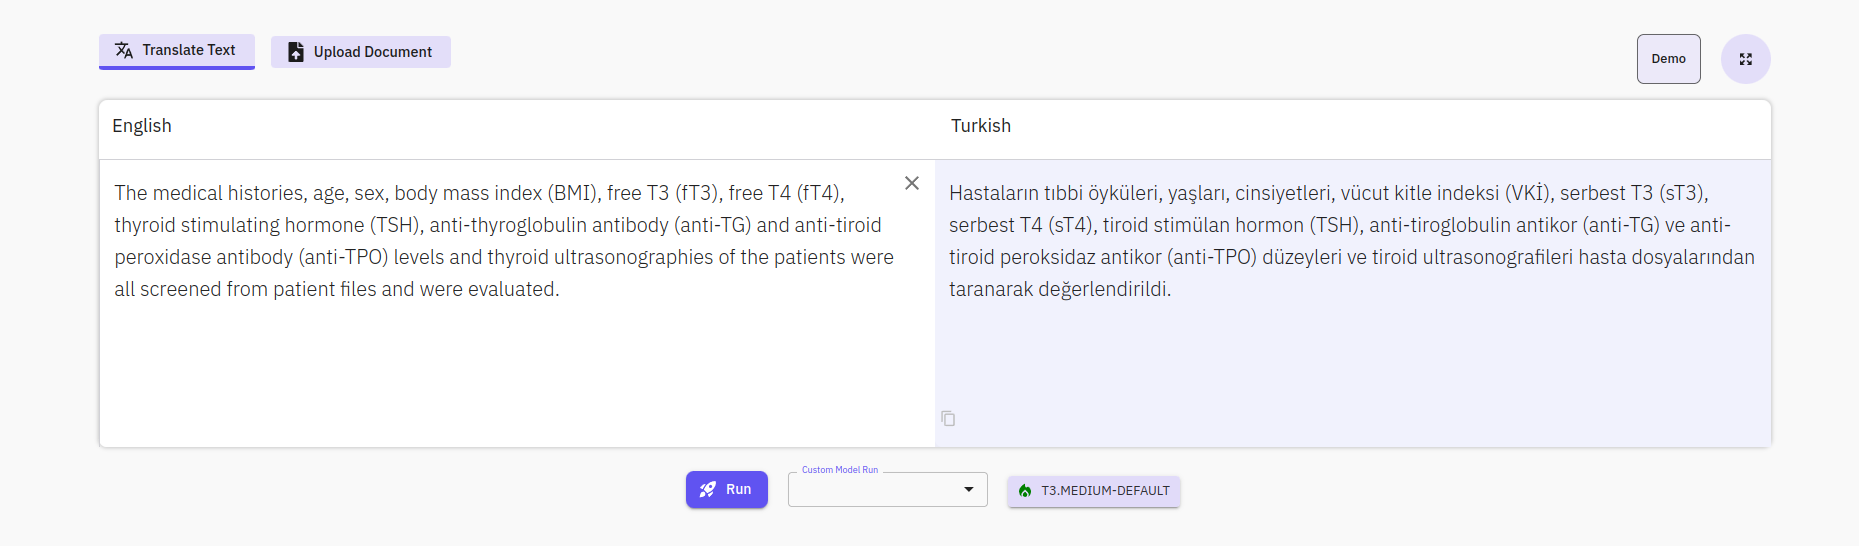 Translate Text
Upload Document
Demo
English
Turkish
The medical histories, age, sex, body mass index (BMI), free T3 (fT3), free T4 (fT4),
thyroid stimulating hormone (TSH), anti-thyroglobulin antibody (anti-TG) and anti-tiroid
peroxidase antibody (anti-TPO) levels and thyroid ultrasonographies of the patients were
all screened from patient files and were evaluated.
Hastaların tıbbi öyküleri, yaşları, cinsiyetleri, vücut kitle indeksi (VKİ), serbest T3 (sT3),
serbest T4 (sT4), tiroid stimülan hormon (TSH), anti-tiroglobulin antikor (anti-TG) ve anti-
tiroid peroksidaz antikor (anti-TPO) düzeyleri ve tiroid ultrasonografileri hasta dosyalarından
taranarak değerlendirildi.
Run
Custom Model Run
T3.MEDIUM-DEFAULT